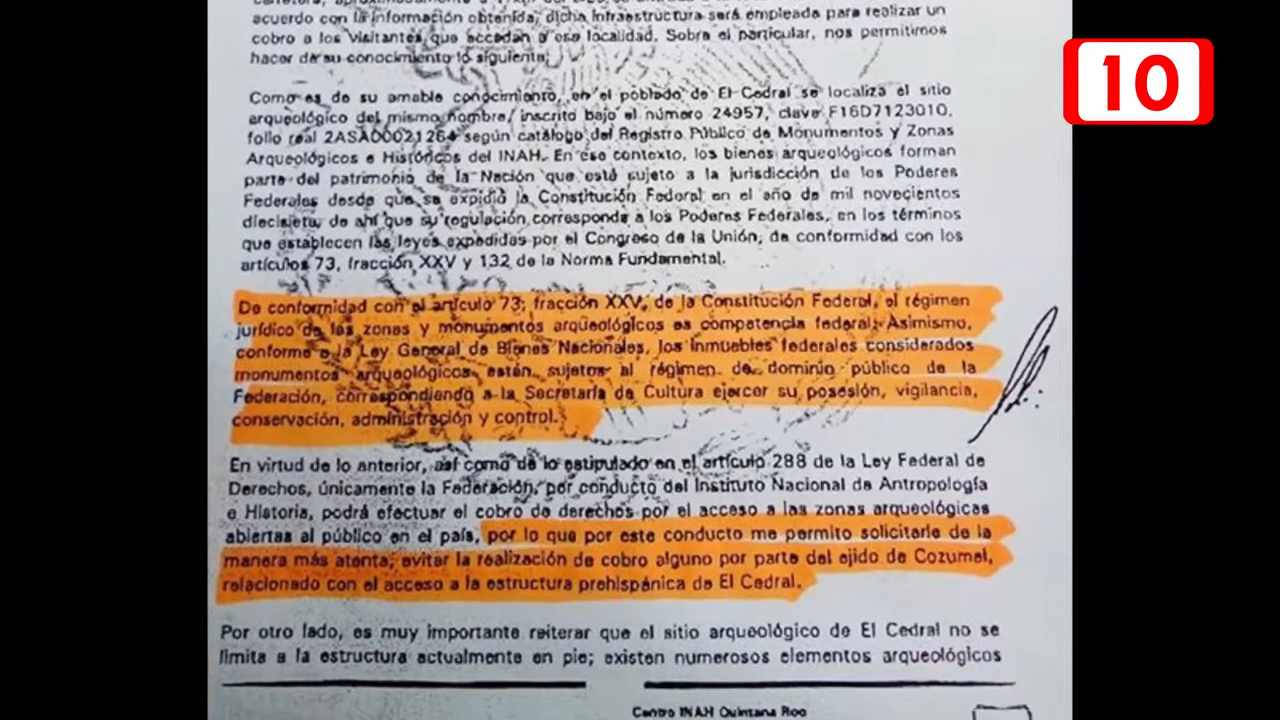 acuerdo con la información obtenida, dicha infraestructura será empleada para realizar un
cobro a los visitantes que accedan a esa localidad. Sobre el particular, nos permitimos
hacer de su conocimiento lo siguiente:
10
Como es de su amable conocimiento, en el poblado de El Cedral se localiza el sitio
arqueológico del mismo nombre, inscrito bajo el número 24957, clave F16D7123010,
folio real 2ASA00021264 según catálogo del Registro Público de Monumentos y Zonas
Arqueológicos e Históricos del INAH. En ese contexto, los bienes arqueológicos forman
parte del patrimonio de la Nación que está sujeto a la jurisdicción de los Poderes
Federales desde que se expidió la Constitución Federal en el año de mil novecientos
diecisiete, de ahí que su regulación corresponde a los Poderes Federales, en los términos
que establecen las leyes expedidas por el Congreso de la Unión, de conformidad con los
artículos 73, fracción XXV y 132 de la Norma Fundamental.
De conformidad con el artículo 73; fracción XXV, de la Constitución Federal, el régimen
jurídico de las zonas y monumentos arqueológicos es competencia federal; Asimismo,
conforme a la Ley General de Bienes Nacionales, los inmuebles federales considerados
monumentos arqueológicos están sujetos al régimen de dominio público de la
Federación, correspondiendo a la Secretaría de Cultura ejercer su posesión, vigilancia,
conservación, administración y control.
En virtud de lo anterior, así como de lo estipulado en el artículo 288 de la Ley Federal de
Derechos, únicamente la Federación, por conducto del Instituto Nacional de Antropología
e Historia, podrá efectuar el cobro de derechos por el acceso a las zonas arqueológicas
abiertas al público en el país, por lo que por este conducto me permito solicitarle de la
manera más atenta; evitar la realización de cobro alguno por parte del ejido de Cozumel,
relacionado con el acceso a la estructura prehispánica de El Cedral.
Por otro lado, es muy importante reiterar que el sitio arqueológico de El Cedral no se
limita a la estructura actualmente en pie; existen numerosos elementos arqueológicos
Centro INAH Quintana Roo